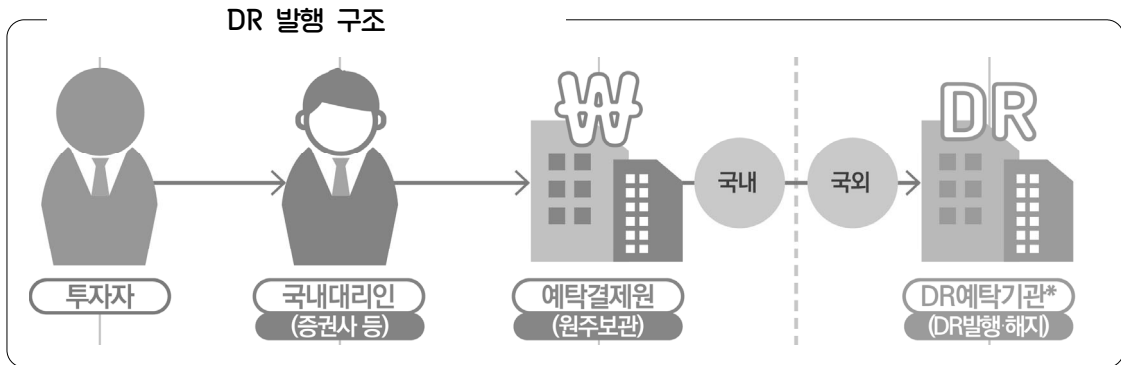 DR 발행 구조
₩
DR
국내
국외
투자자
국내대리인
(증권사 등)
예탁결제원
(원주보관)
DR예탁기관*
(DR발행·해지)